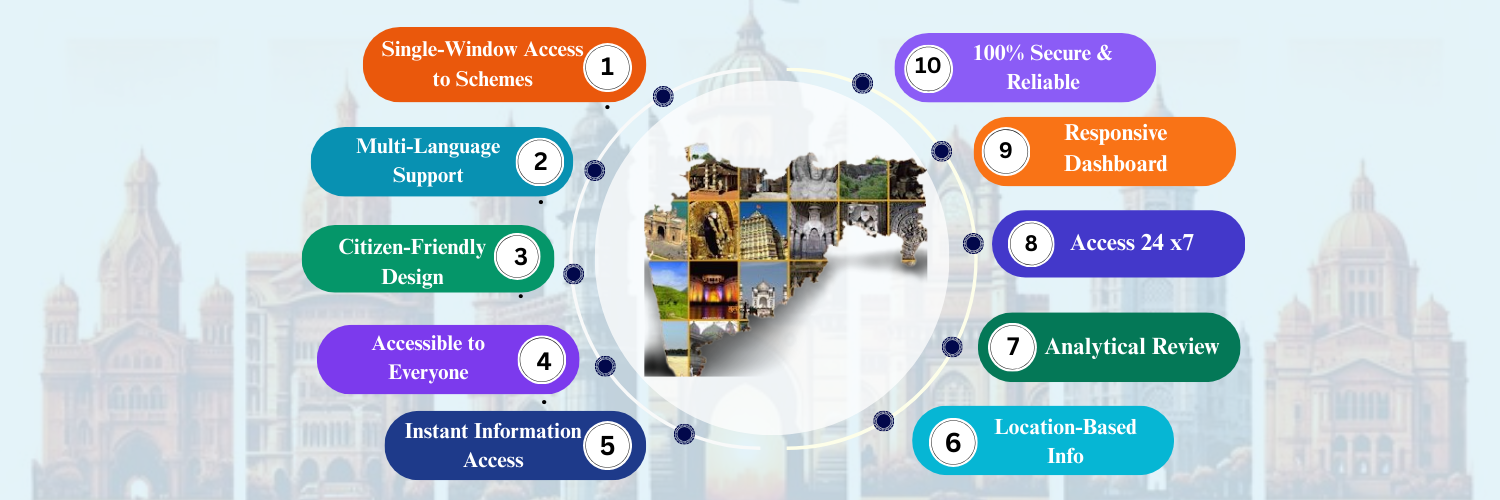 Single-Window Access
to Schemes
1
Multi-Language
Support
2
Citizen-Friendly
Design
3
Accessible to
Everyone
4
Instant Information
Access
5
Location-Based
Info
6
Analytical Review
7
Access 24 x7
8
Responsive
Dashboard
9
100% Secure &
Reliable
10